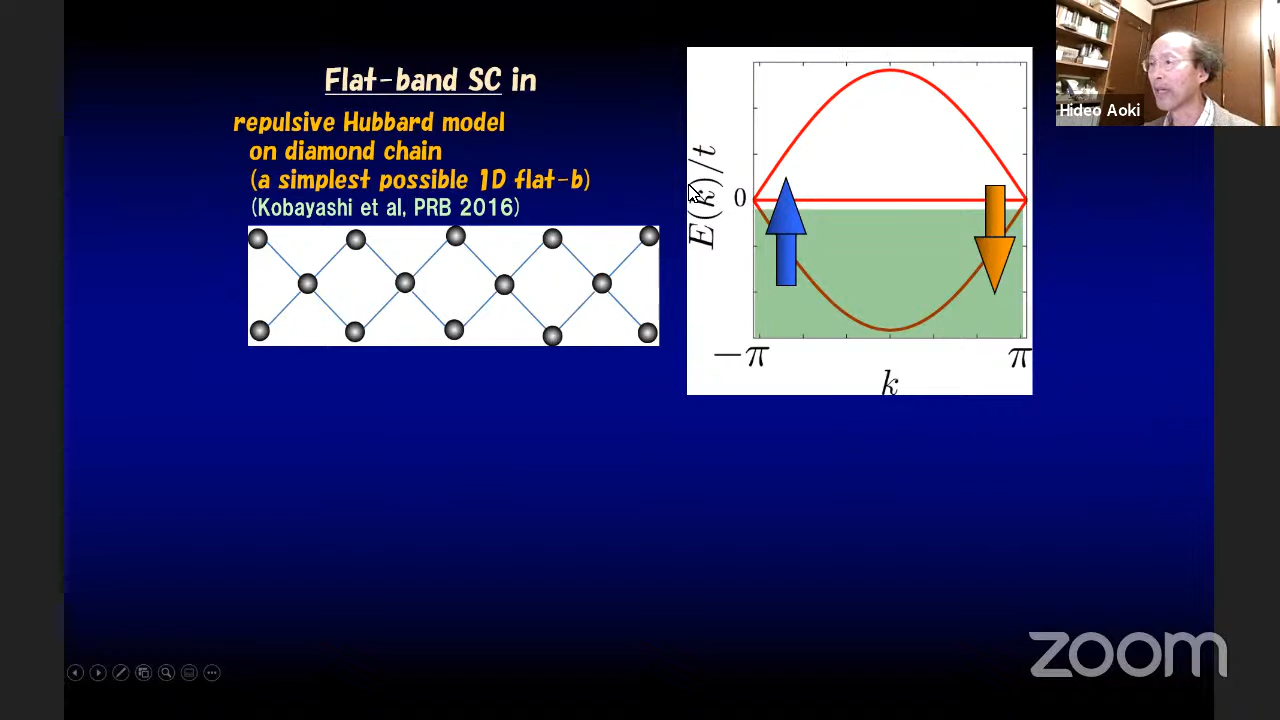 Flat-band SC in
repulsive Hubbard model
on diamond chain
(a simplest possible 1D flat-b)
(Kobayashi et al, PRB 2016)
E(k)/t
0
−π
π
k
Hideo Aoki
zoom